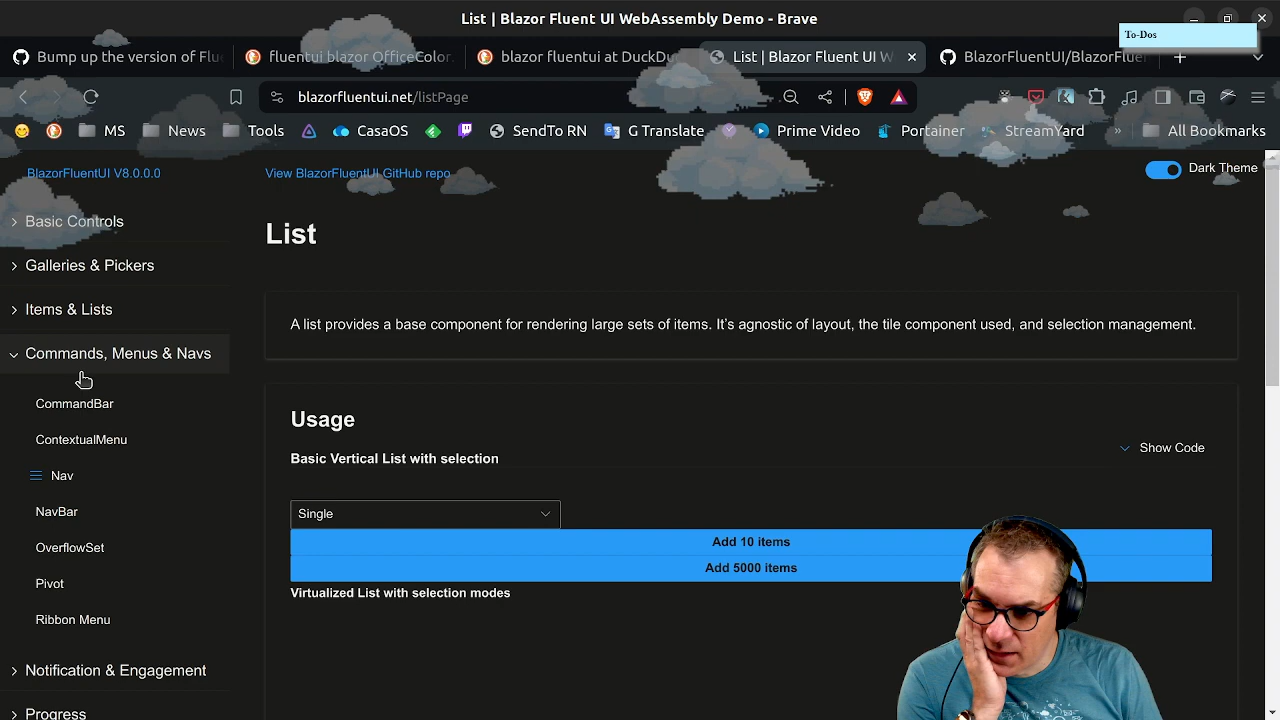 List | Blazor Fluent UI WebAssembly Demo - Brave
To-Dos
Bump up the version of Flue
fluentui blazor OfficeColor
blazor fluentui at DuckDu
List | Blazor Fluent UI W
BlazorFluentUI/BlazorFluen
blazorfluentui.net/listPage
MS
News
Tools
CasaOS
SendTo RN
G Translate
Prime Video
Portainer
StreamYard
»
All Bookmarks
BlazorFluentUI V8.0.0.0
View BlazorFluentUI GitHub repo
Dark Theme
Basic Controls
Galleries & Pickers
Items & Lists
Commands, Menus & Navs
CommandBar
ContextualMenu
Nav
NavBar
OverflowSet
Pivot
Ribbon Menu
Notification & Engagement
Progress
List
A list provides a base component for rendering large sets of items. It's agnostic of layout, the tile component used, and selection management.
Usage
Basic Vertical List with selection
Show Code
Single
Add 10 items
Add 5000 items
Virtualized List with selection modes